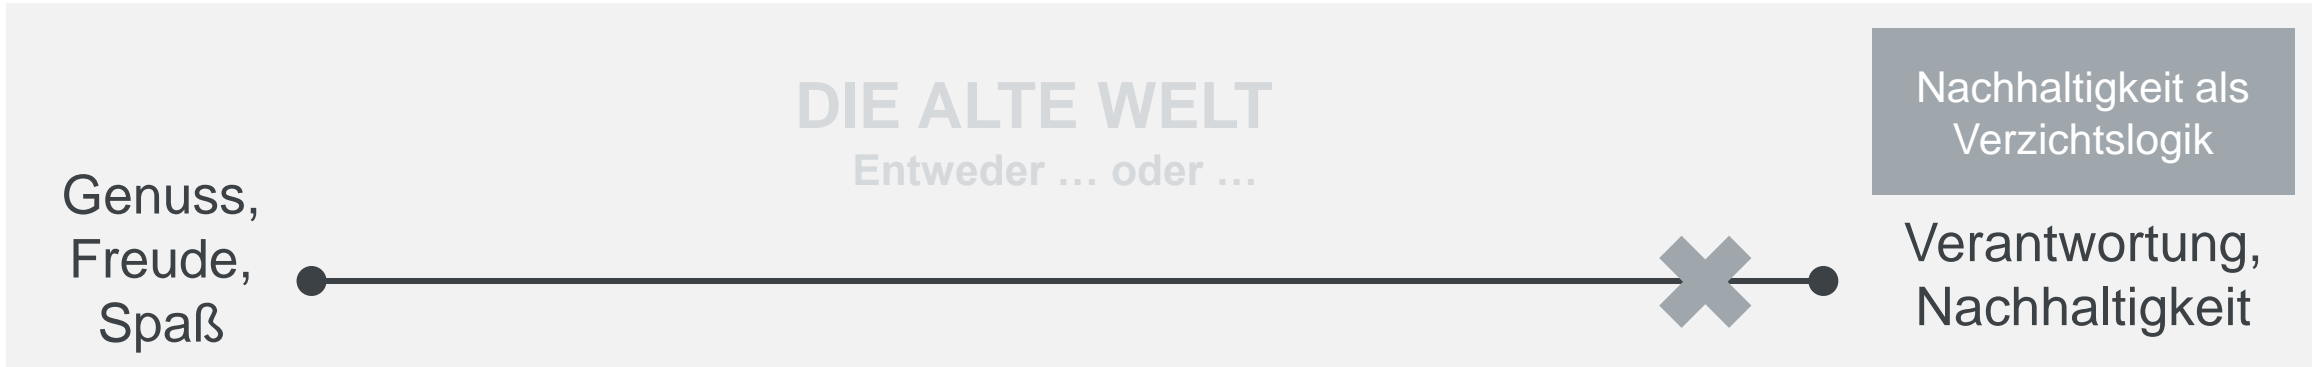 DIE ALTE WELT
Entweder … oder …
Genuss,
Freude,
Spaß
Nachhaltigkeit als
Verzichtslogik
Verantwortung,
Nachhaltigkeit